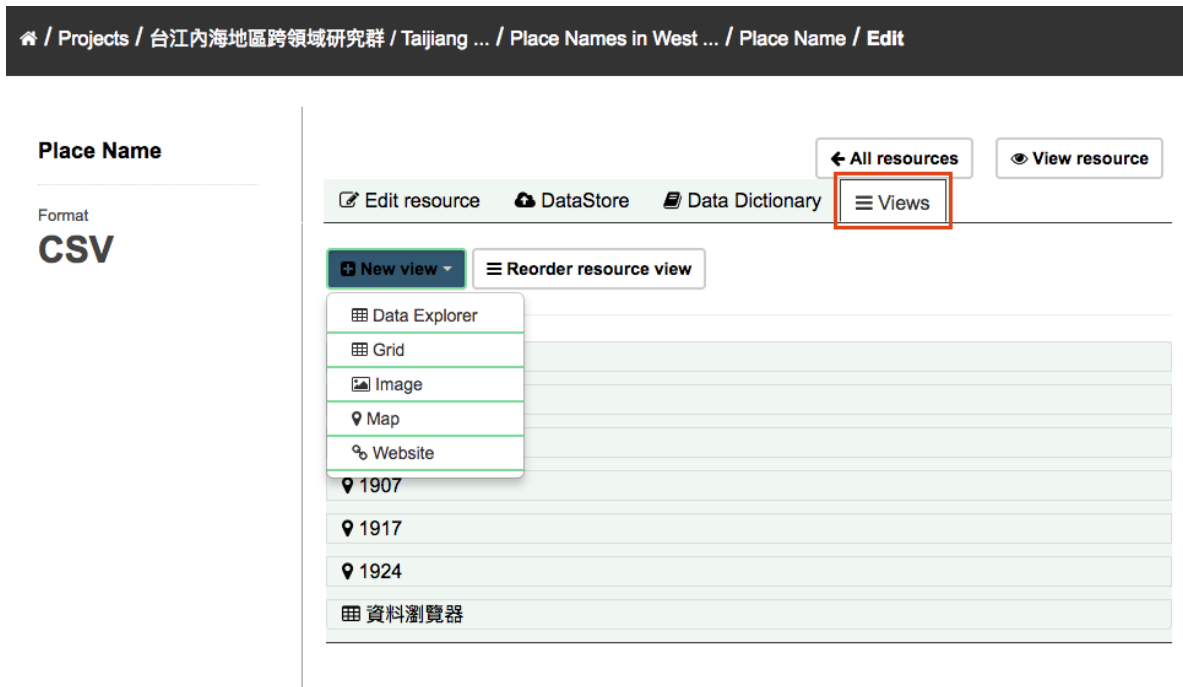 / Projects / 台江內海地區跨領域研究群 / Taijiang ... / Place Names in West ... / Place Name / Edit
Place Name
Format
CSV
All resources
View resource
Edit resource
DataStore
Data Dictionary
Views
New view
Reorder resource view
Data Explorer
Grid
Image
Map
Website
1907
1917
1924
資料瀏覽器